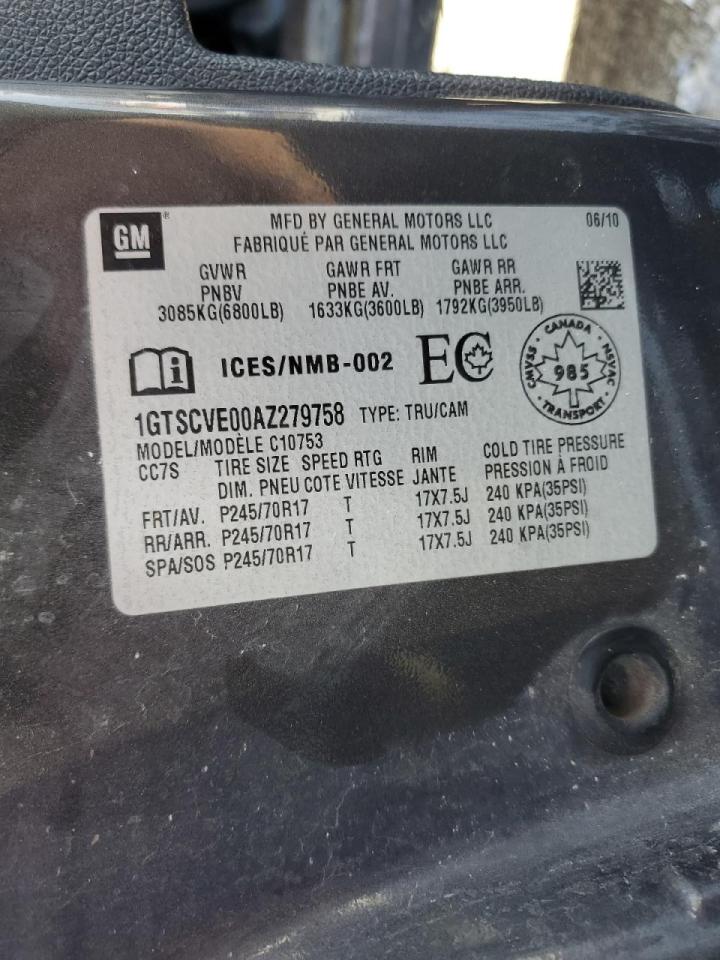 GM ®
MFD BY GENERAL MOTORS LLC 06/10
FABRIQUÉ PAR GENERAL MOTORS LLC
GVWR GAWR FRT GAWR RR
PNBV PNBE AV. PNBE ARR.
3085KG(6800LB) 1633KG(3600LB) 1792KG(3950LB)
i ICES/NMB-002 EC
CANADA
CMVSS 985 NSVAC
TRANSPORT
1GTSCVE00AZ279758 TYPE: TRU/CAM
MODEL/MODÈLE C10753
CC7S TIRE SIZE SPEED RTG RIM COLD TIRE PRESSURE
DIM. PNEU COTE VITESSE JANTE PRESSION À FROID
FRT/AV. P245/70R17 T 17X7.5J 240 KPA(35PSI)
RR/ARR. P245/70R17 T 17X7.5J 240 KPA(35PSI)
SPA/SOS P245/70R17 T 17X7.5J 240 KPA(35PSI)